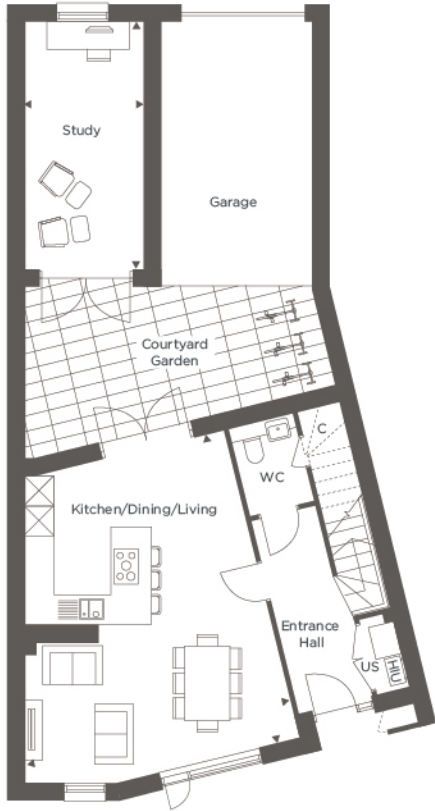 Study
Garage
Courtyard
Garden
C
WC
Kitchen/Dining/Living
Entrance
Hall
US
HIU